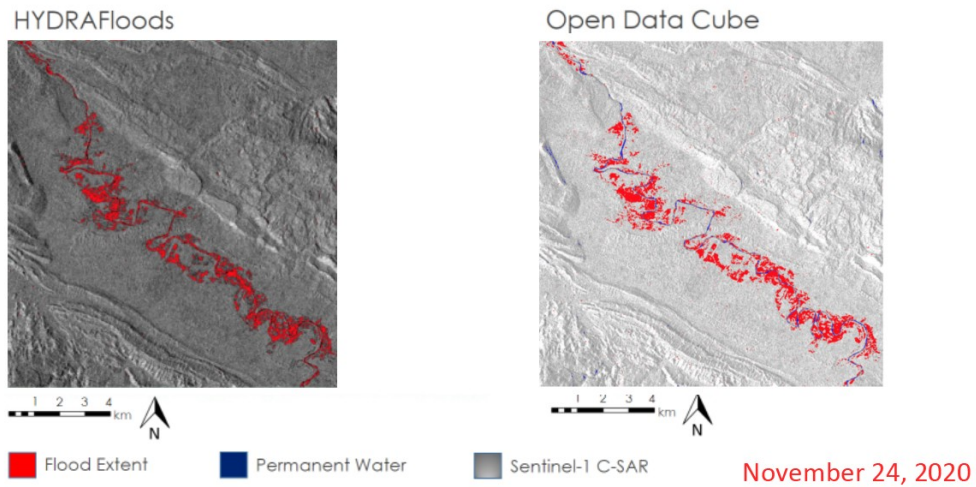 HYDRAFloods
Open Data Cube
1 2 3 4
km
N
1 2 3 4
km
N
Flood Extent
Permanent Water
Sentinel-1 C-SAR
November 24, 2020